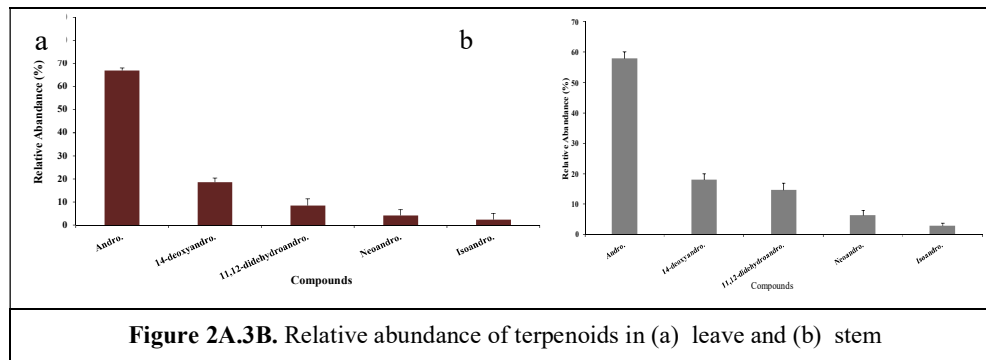 a
70
60
50
40
30
20
10
0
Relative Abundance (%)
Andro.
14-deoxyandro.
11,12-didehydroandro.
Neoandro.
Isoandro.
Compounds
b
70
60
50
40
30
20
10
0
Relative Abundance (%)
Andro.
14-deoxyandro.
11,12-didehydroandro.
Neoandro.
Isoandro.
Compounds
Figure 2A.3B. Relative abundance of terpenoids in (a) leave and (b) stem